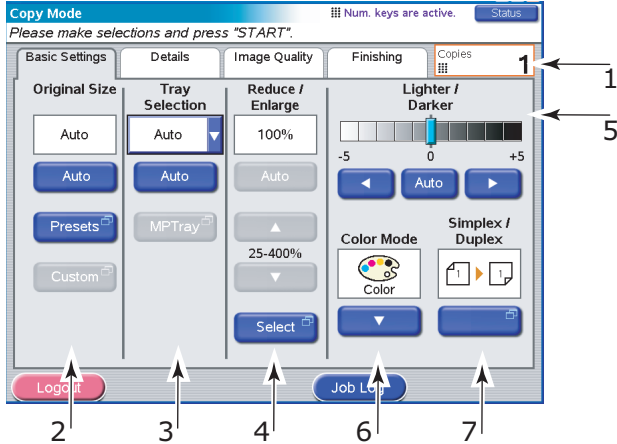 Copy Mode
Num. keys are active.
Status
Please make selections and press "START".
Basic Settings
Details
Image Quality
Finishing
Copies
1
1
Original Size
Tray
Selection
Reduce /
Enlarge
Lighter /
Darker
5
Auto
Auto
100%
-5
0
+5
Auto
Auto
Auto
Auto
Presets
MPTray
25-400%
Color Mode
Simplex /
Duplex
Custom
Color
1
1
Select
Logout
Job Log
2
3
4
6
7